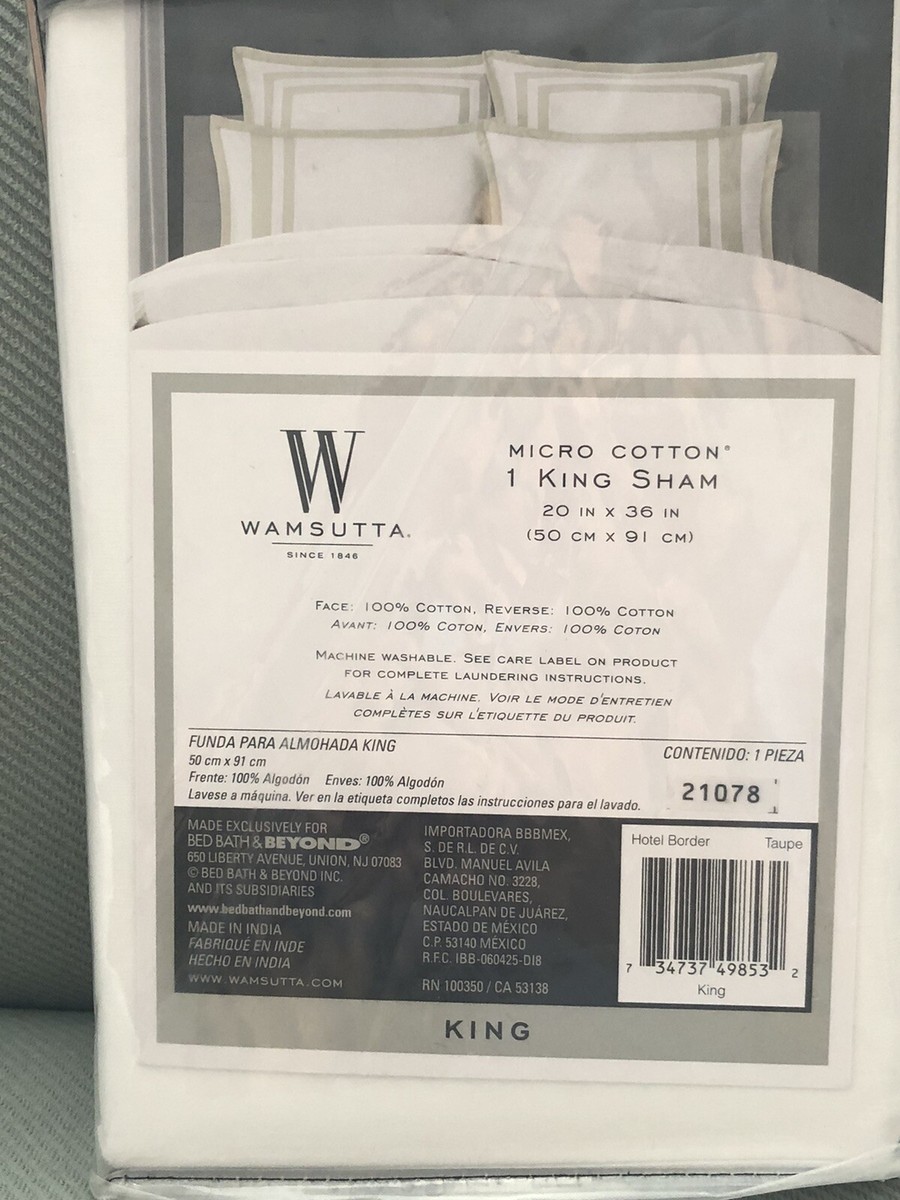 W
WAMSUTTA®
SINCE 1846
MICRO COTTON®
1 KING SHAM
20 IN X 36 IN
(50 CM X 91 CM)
FACE: 100% COTTON, REVERSE: 100% COTTON
AVANT: 100% COTON, ENVERS: 100% COTON
MACHINE WASHABLE. SEE CARE LABEL ON PRODUCT
FOR COMPLETE LAUNDERING INSTRUCTIONS.
LAVABLE À LA MACHINE. VOIR LE MODE D'ENTRETIEN
COMPLÈTES SUR L'ETIQUETTE DU PRODUIT.
FUNDA PARA ALMOHADA KING
50 cm x 91 cm
Frente: 100% Algodón Enves: 100% Algodón
Lavese a máquina. Ver en la etiqueta completos las instrucciones para el lavado.
CONTENIDO: 1 PIEZA
21078
MADE EXCLUSIVELY FOR
BED BATH & BEYOND®
650 LIBERTY AVENUE, UNION, NJ 07083
© BED BATH & BEYOND INC.
AND ITS SUBSIDIARIES
www.bedbathandbeyond.com
MADE IN INDIA
FABRIQUÉ EN INDE
HECHO EN INDIA
WWW.WAMSUTTA.COM
IMPORTADORA BBBMEX,
S. DE R.L. DE C.V.
BLVD. MANUEL AVILA
CAMACHO NO. 3228,
COL. BOULEVARES,
NAUCALPAN DE JUÁREZ,
ESTADO DE MÉXICO
C.P. 53140 MÉXICO
R.F.C. IBB-060425-DI8
RN 100350 / CA 53138
Hotel Border Taupe
7 34737 49853 2
King
KING